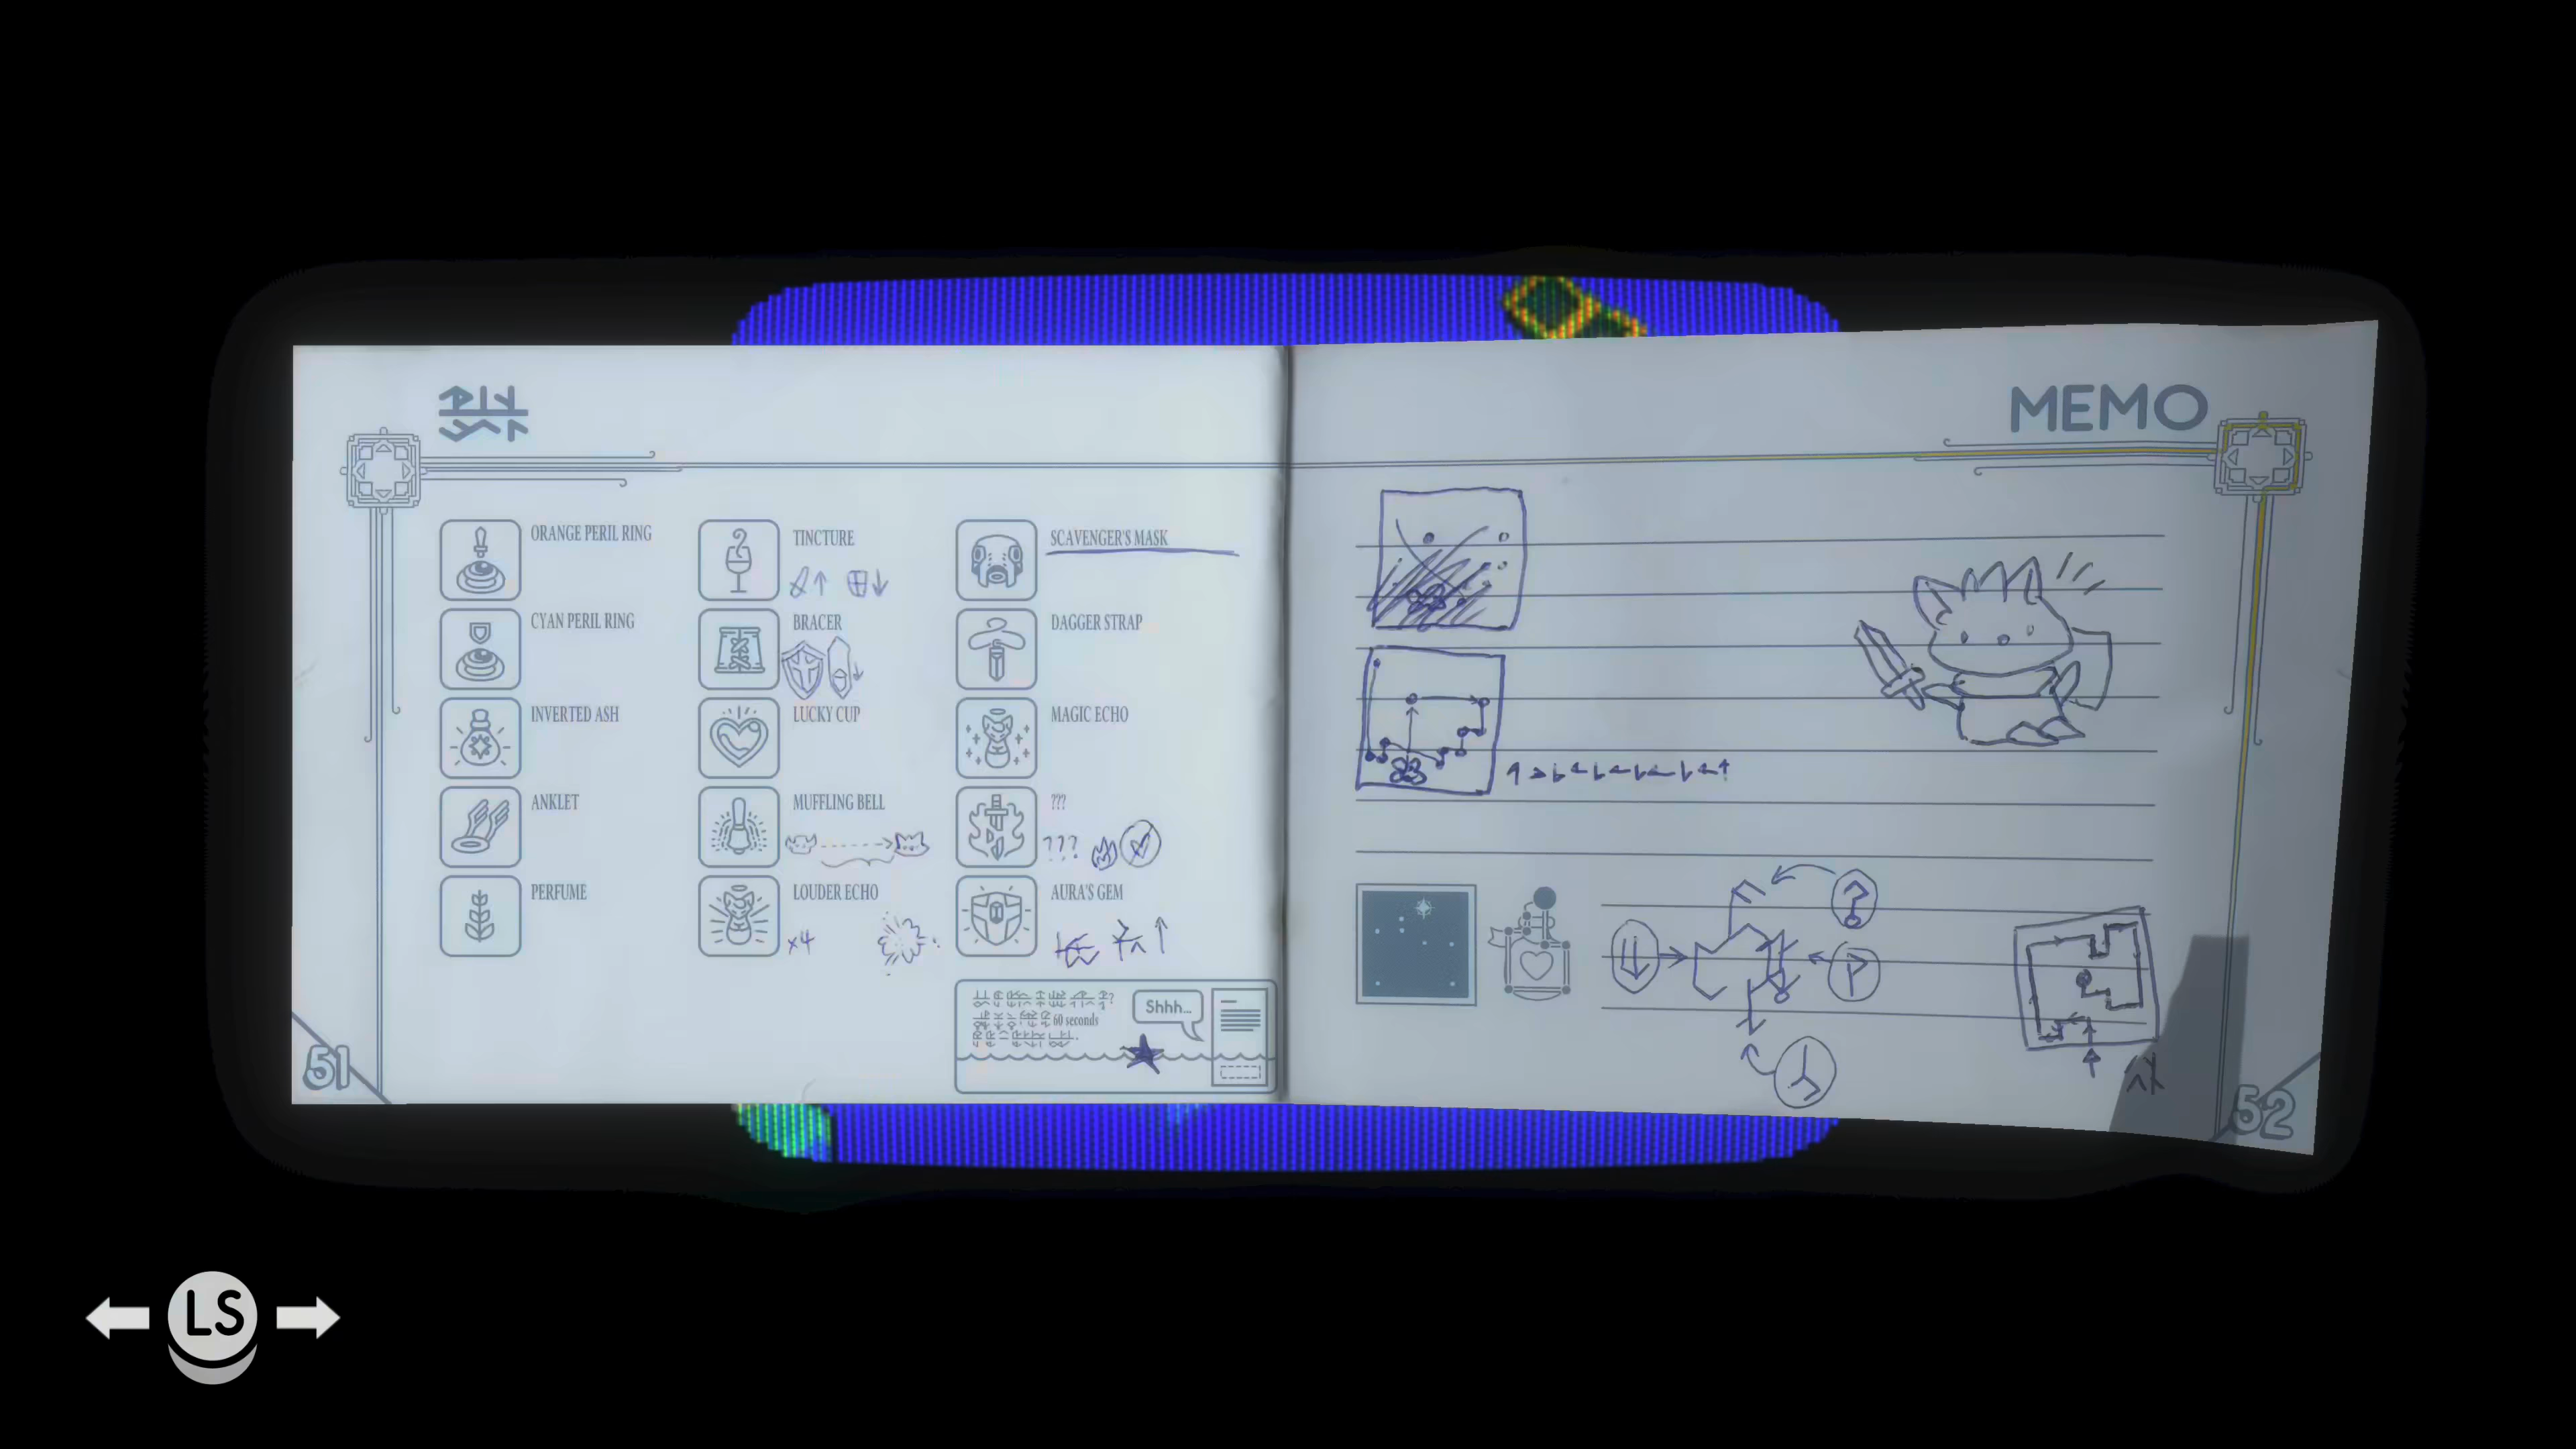 MEMO
ORANGE PERIL RING
TINCTURE
SCAVENGER'S MASK
CYAN PERIL RING
BRACER
DAGGER STRAP
INVERTED ASH
LUCKY CUP
MAGIC ECHO
ANKLET
MUFFLING BELL
???
???
PERFUME
LOUDER ECHO
x4
AURA'S GEM
?
60 seconds
Shhh...
51
52
LS